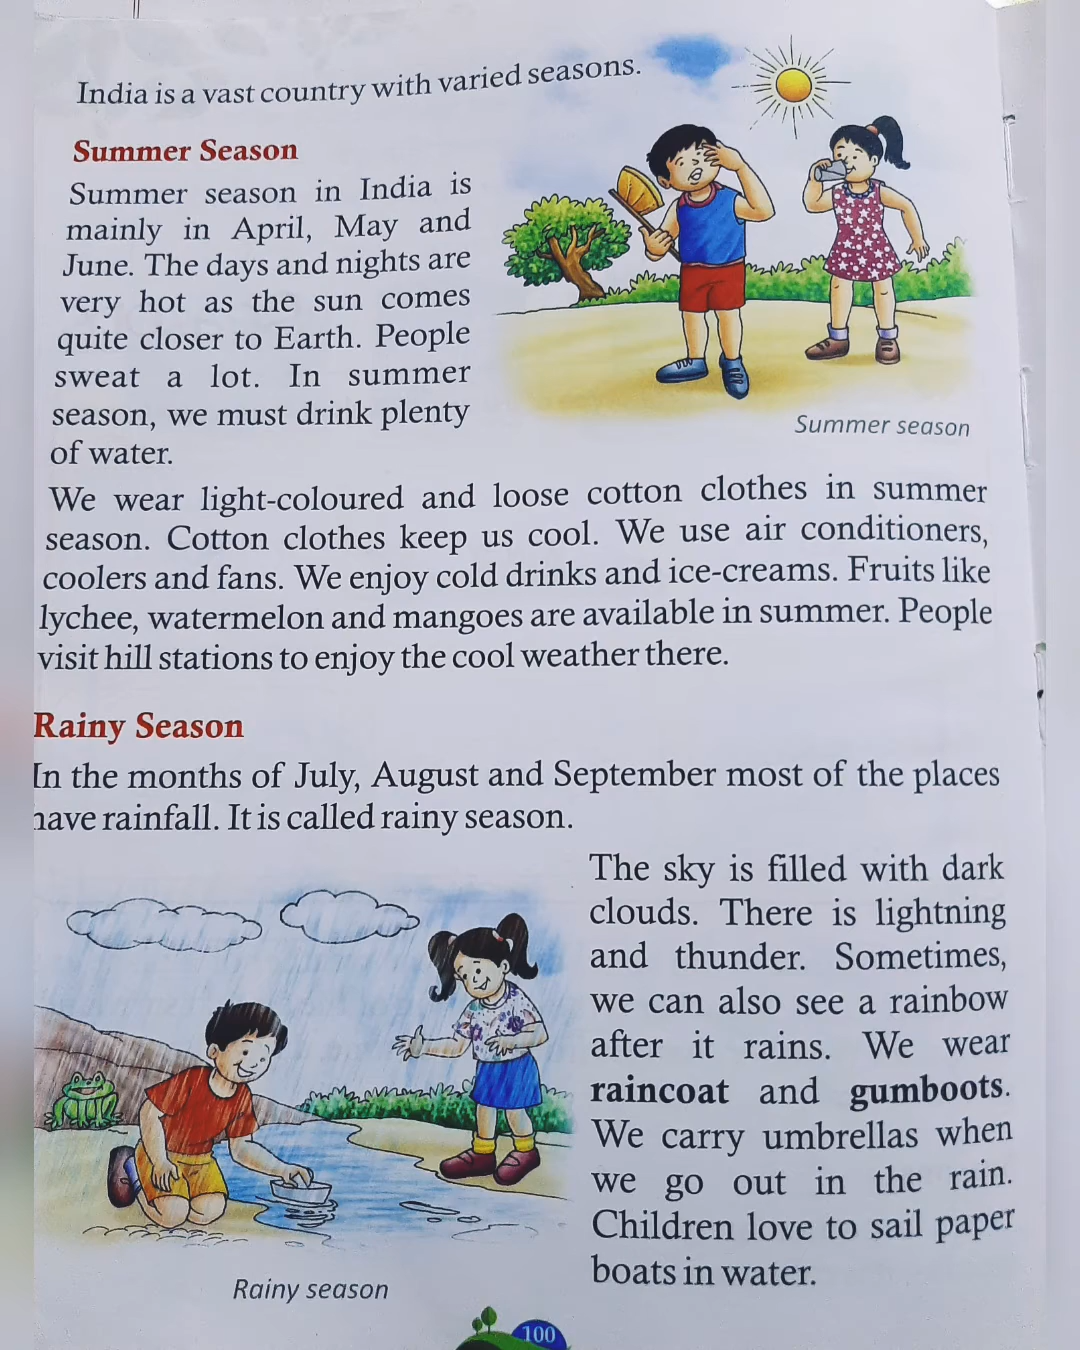 India is a vast country with varied seasons.
Summer Season
Summer season in India is
mainly in April, May and
June. The days and nights are
very hot as the sun comes
quite closer to Earth. People
sweat a lot. In summer
season, we must drink plenty
of water.
Summer season
We wear light-coloured and loose cotton clothes in summer
season. Cotton clothes keep us cool. We use air conditioners,
coolers and fans. We enjoy cold drinks and ice-creams. Fruits like
lychee, watermelon and mangoes are available in summer. People
visit hill stations to enjoy the cool weather there.
Rainy Season
In the months of July, August and September most of the places
have rainfall. It is called rainy season.
The sky is filled with dark
clouds. There is lightning
and thunder. Sometimes,
we can also see a rainbow
after it rains. We wear
raincoat and gumboots.
We carry umbrellas when
we go out in the rain.
Children love to sail paper
boats in water.
Rainy season
100